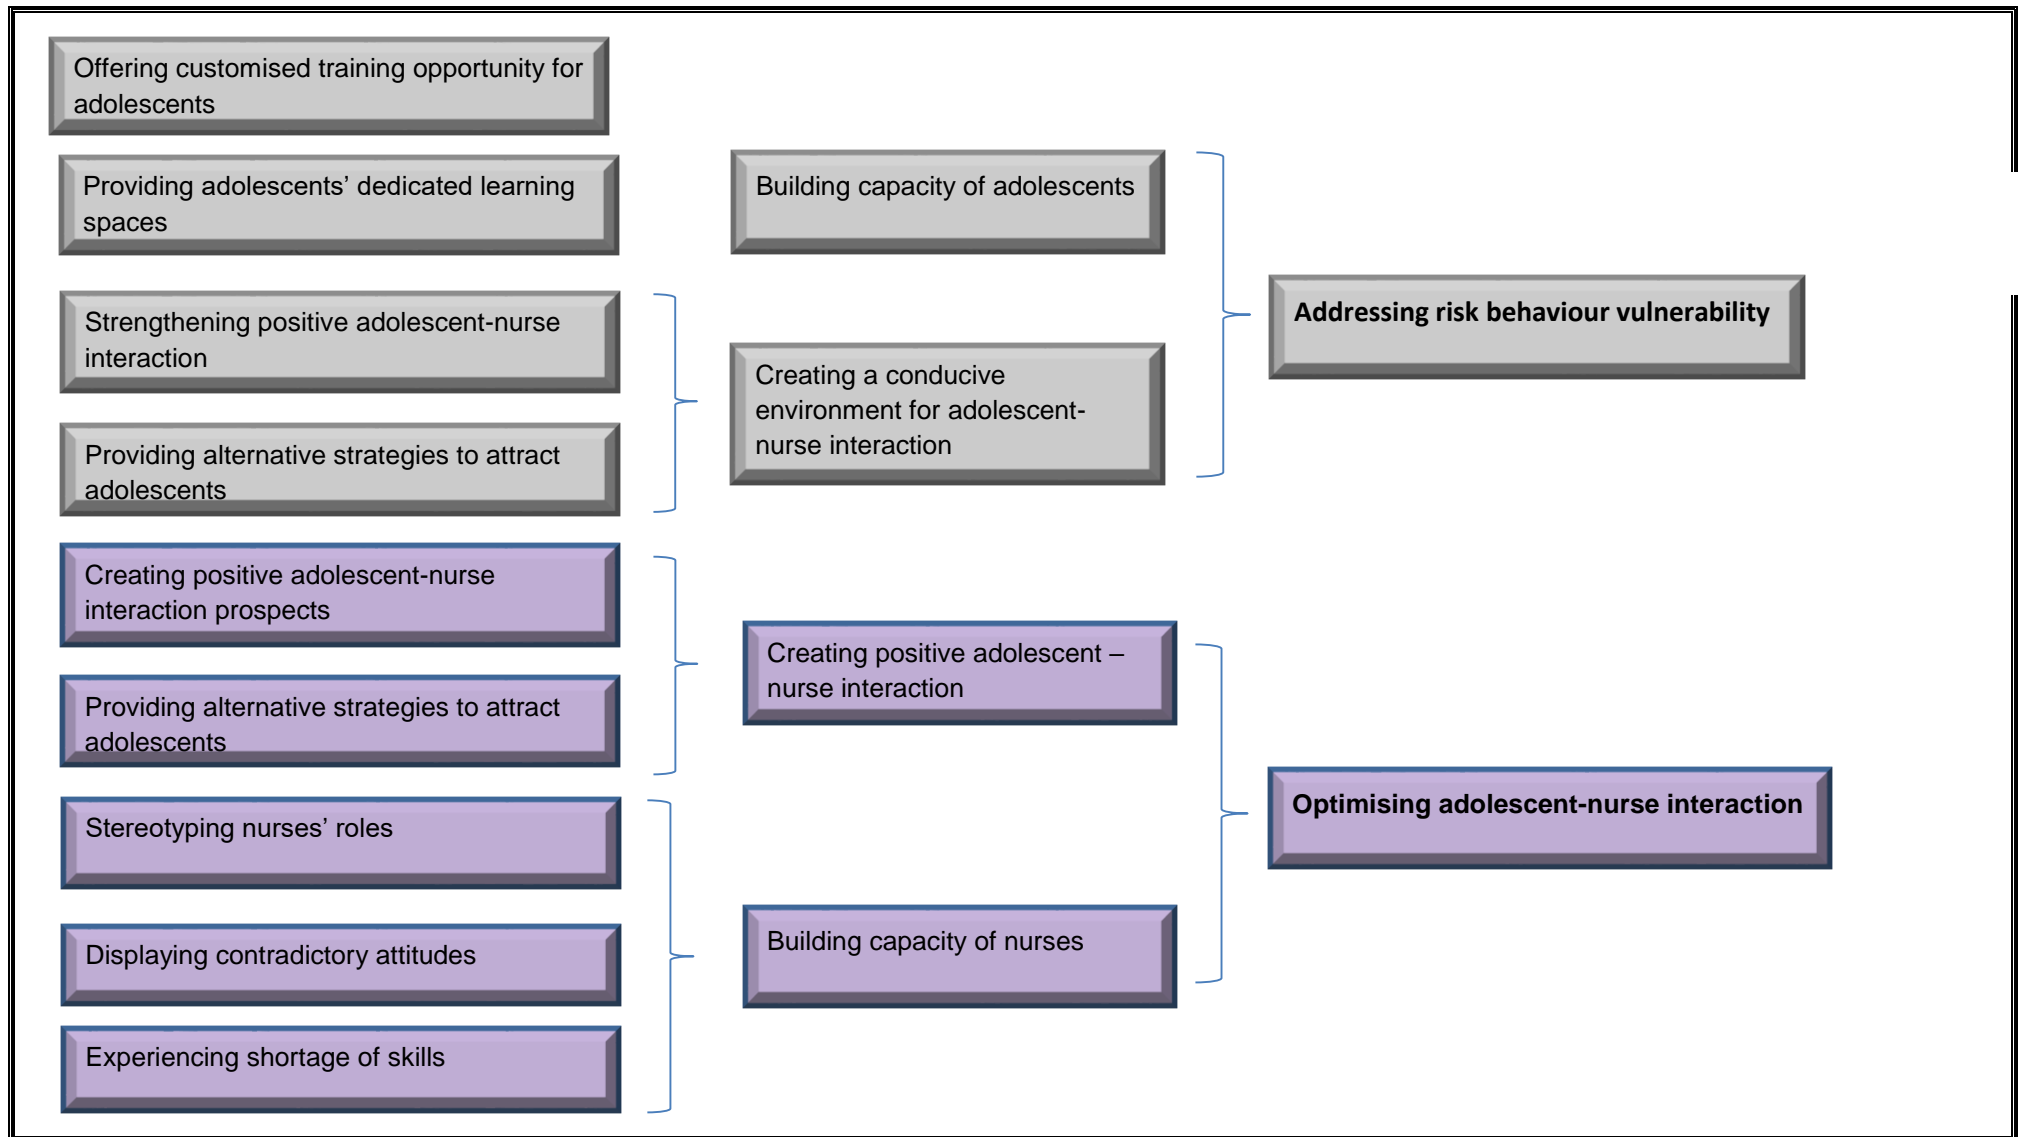 Offering customised training opportunity for
adolescents
Providing adolescents’ dedicated learning
spaces
Strengthening positive adolescent-nurse
interaction
Providing alternative strategies to attract
adolescents
Creating positive adolescent-nurse
interaction prospects
Providing alternative strategies to attract
adolescents
Stereotyping nurses’ roles
Displaying contradictory attitudes
Experiencing shortage of skills
Building capacity of adolescents
Creating a conducive
environment for adolescent-
nurse interaction
Creating positive adolescent –
nurse interaction
Building capacity of nurses
Addressing risk behaviour vulnerability
Optimising adolescent-nurse interaction